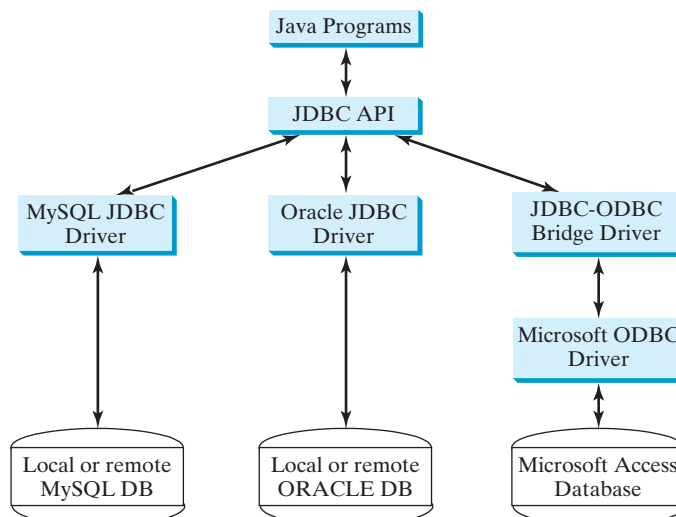 Java Programs
JDBC API
MySQL JDBC
Driver
Oracle JDBC
Driver
JDBC-ODBC
Bridge Driver
Microsoft ODBC
Driver
Local or remote
MySQL DB
Local or remote
ORACLE DB
Microsoft Access
Database